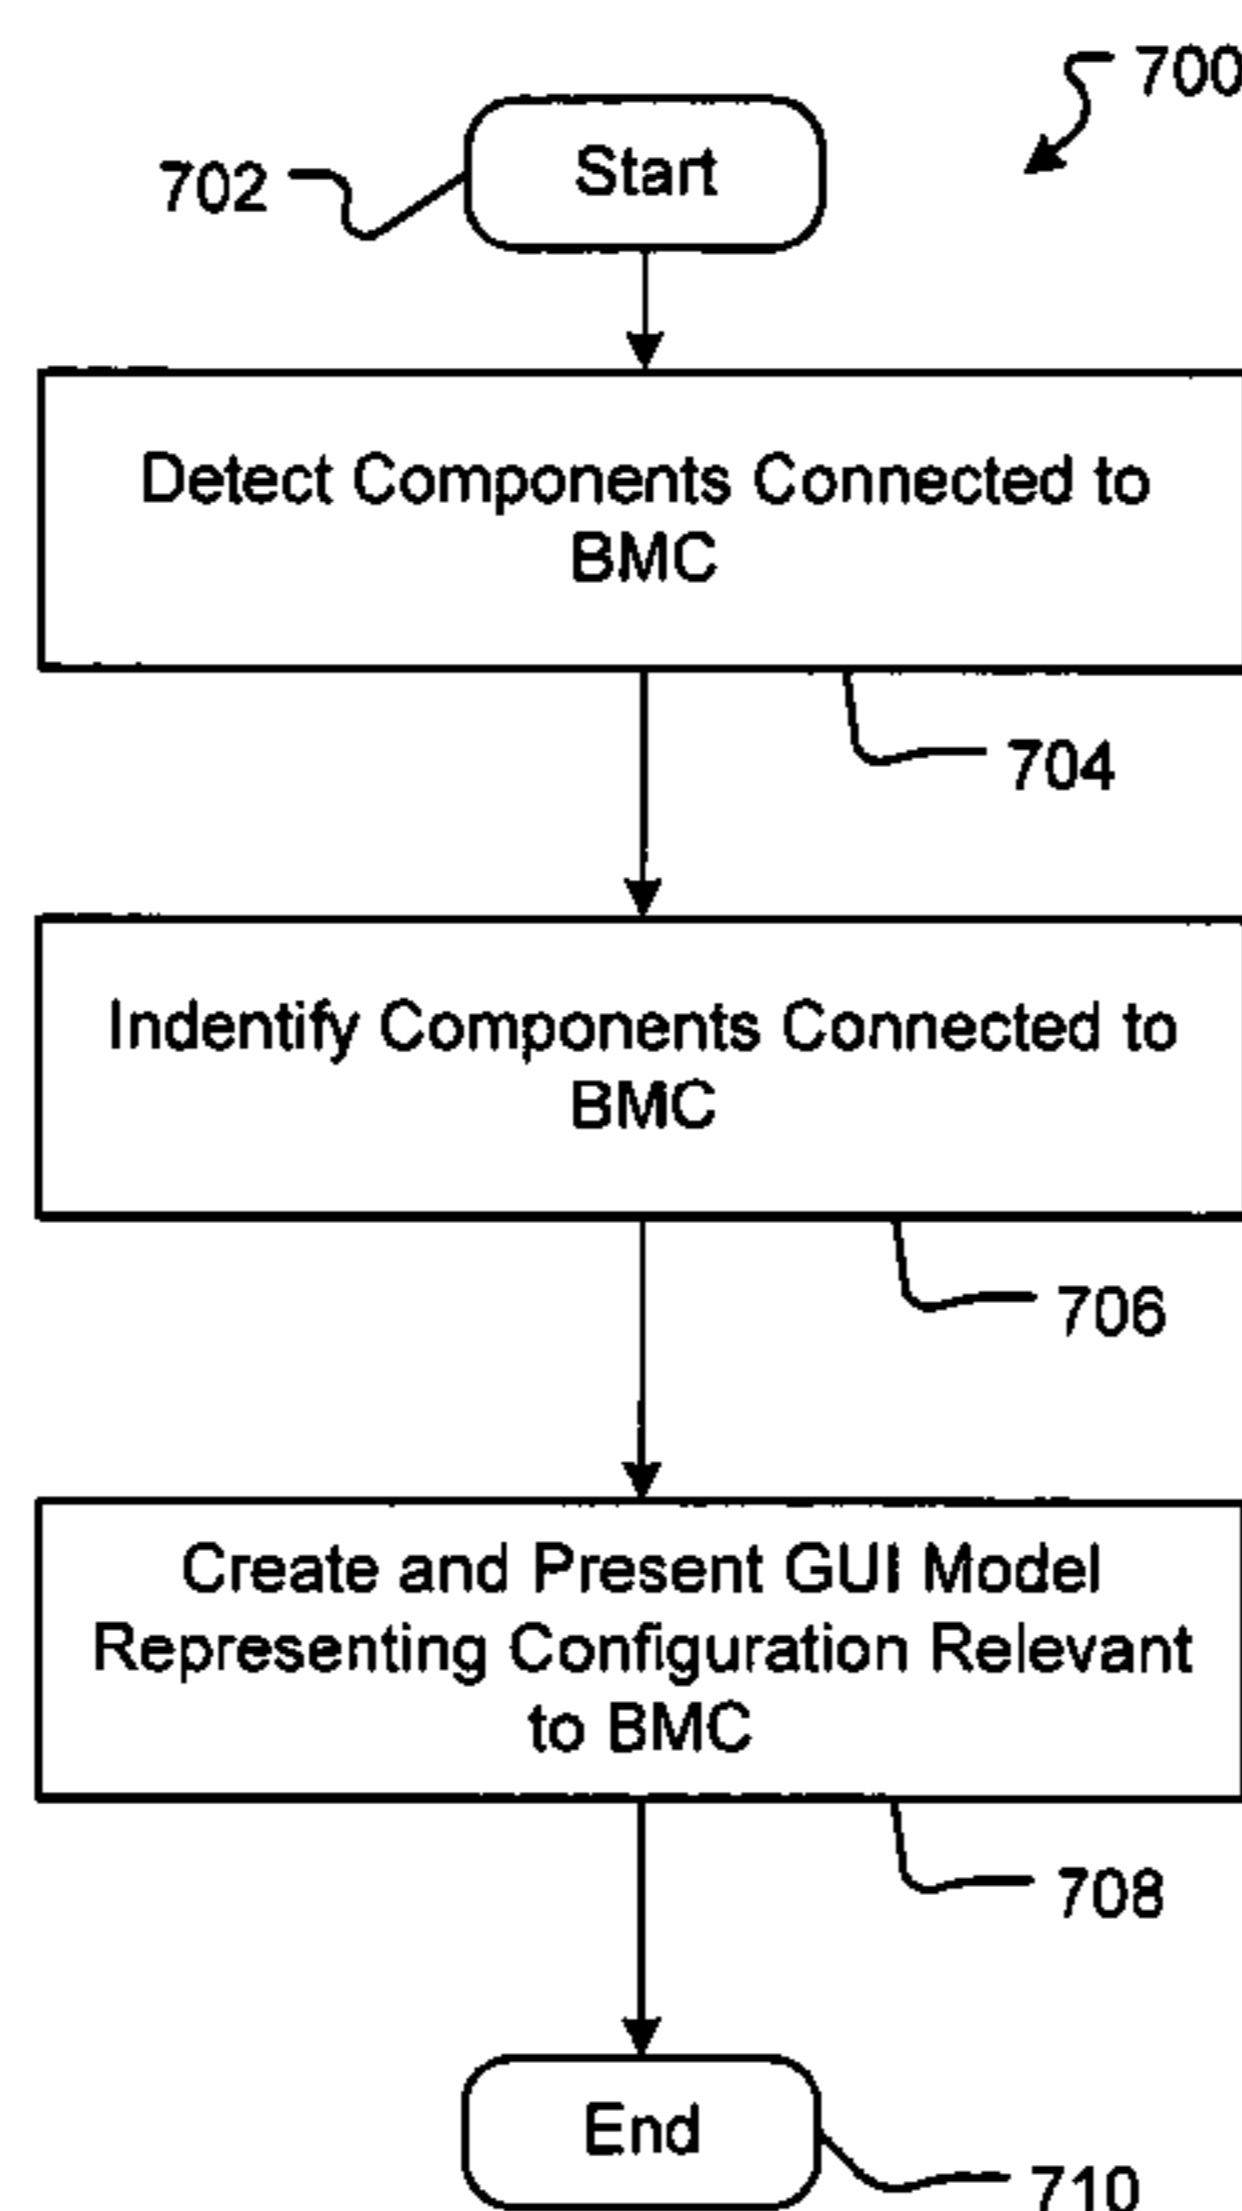 700
702
Start
Detect Components Connected to
BMC
704
Indentify Components Connected to
BMC
706
Create and Present GUI Model
Representing Configuration Relevant
to BMC
708
End
710